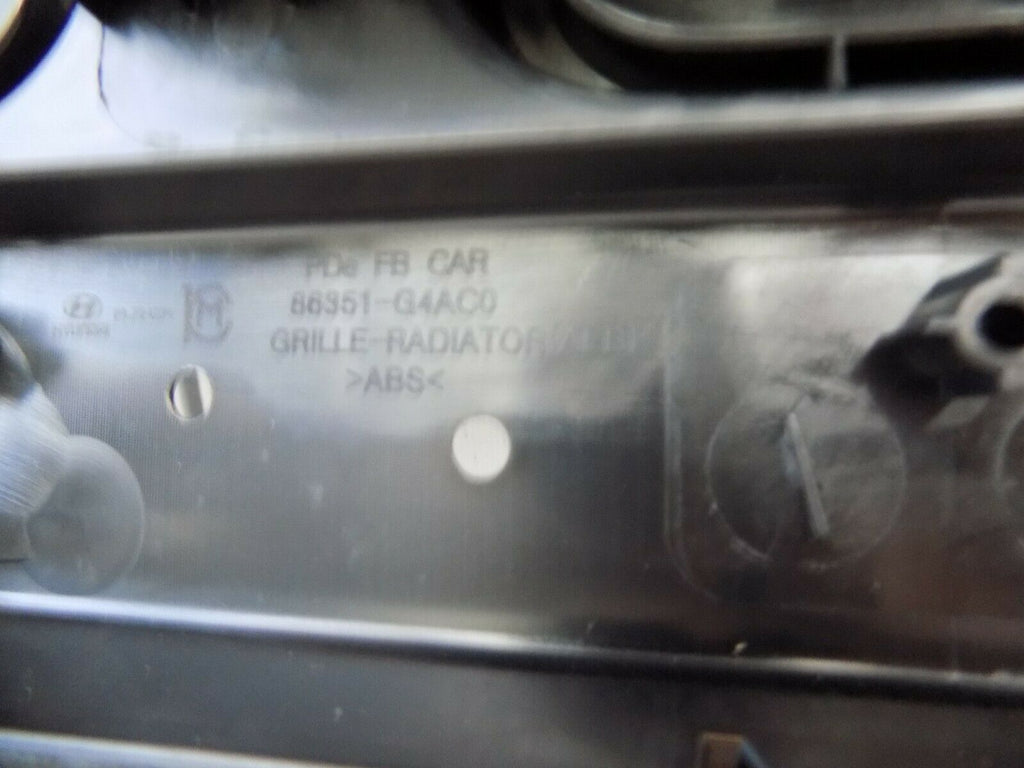 PDe FB CAR
86351-G4AC0
GRILLE-RADIATOR
>ABS<